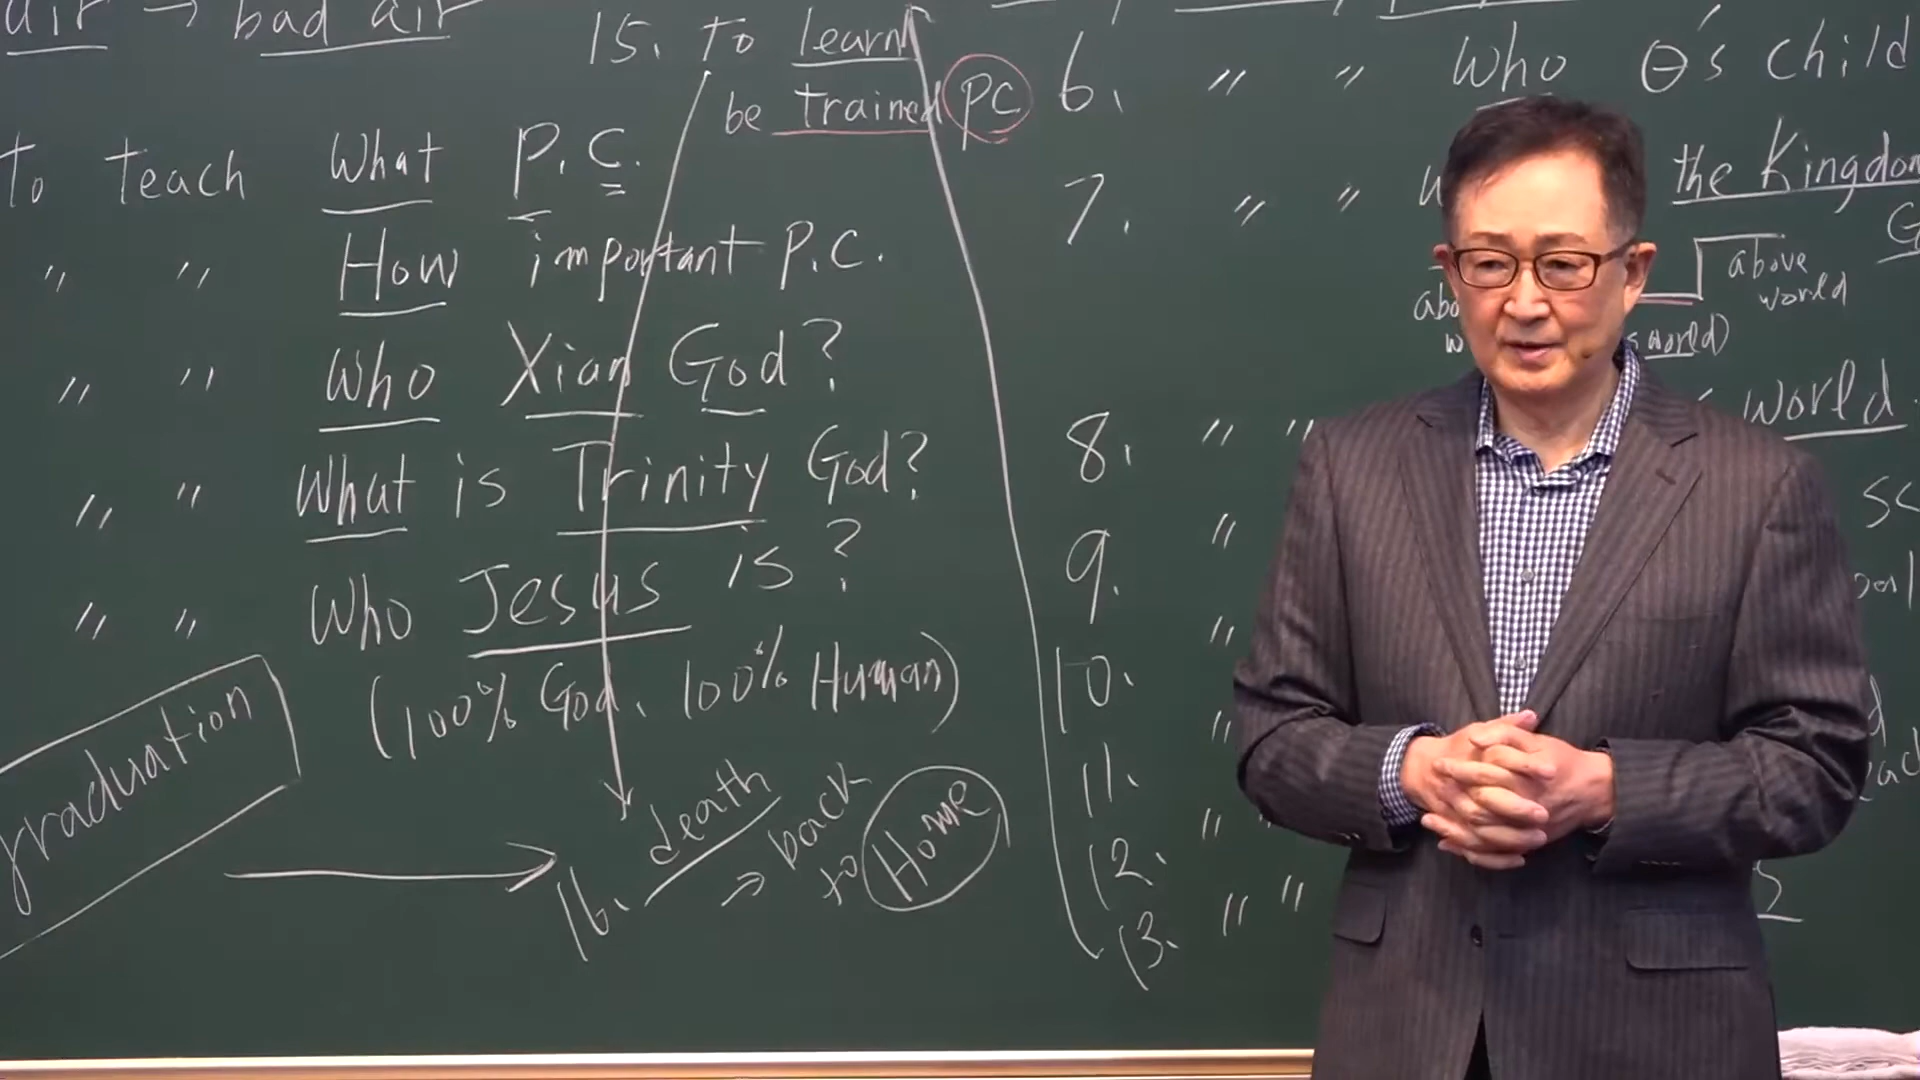 air → bad air
15. To learn
be trained PC
To teach What P.C.
〃 〃 How important P.C.
〃 〃 Who Xian God?
〃 〃 What is Trinity God?
〃 〃 Who Jesus is?
(100% God, 100% Human)
graduation
16. death
→ back to Home
6. 〃 〃 Who θ's child
7. 〃 〃 the Kingdom
above world
world)
8. 〃 〃 world.
9. 〃
10. 〃
11. 〃
12. 〃 〃
13. 〃 〃